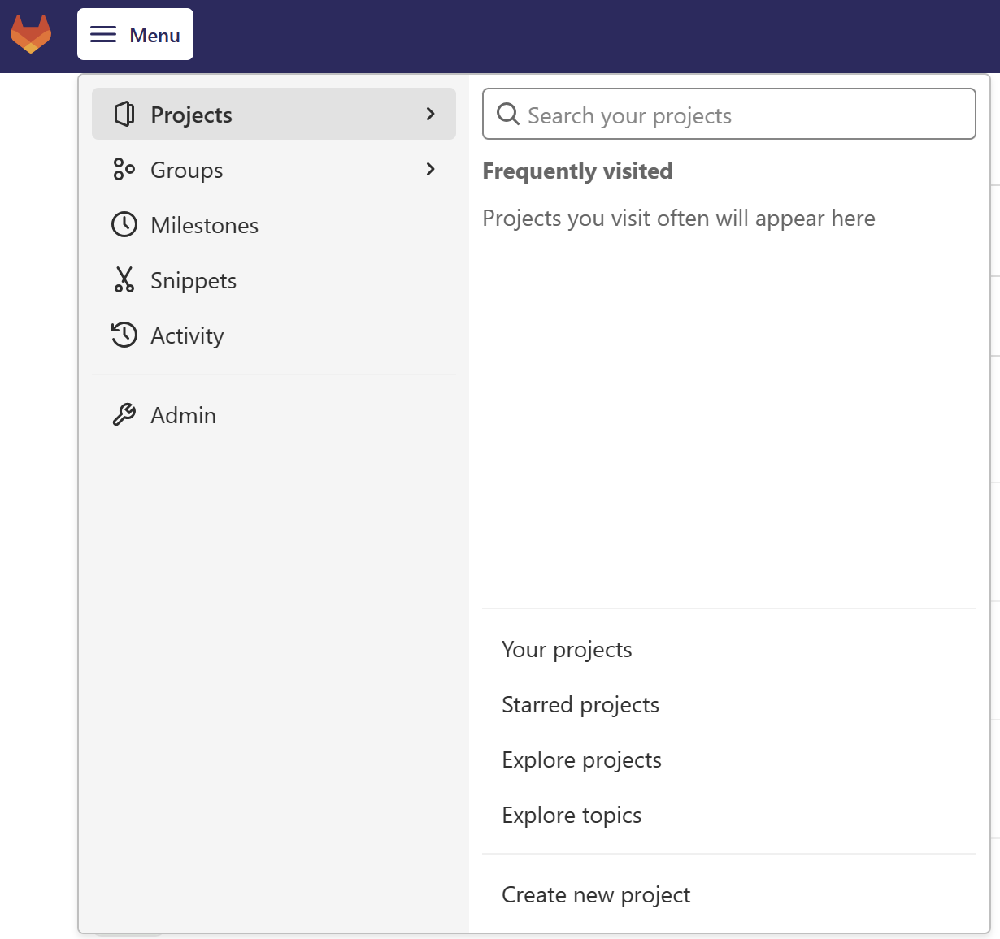 Menu
Projects
Groups
Milestones
Snippets
Activity
Admin
Search your projects
Frequently visited
Projects you visit often will appear here
Your projects
Starred projects
Explore projects
Explore topics
Create new project